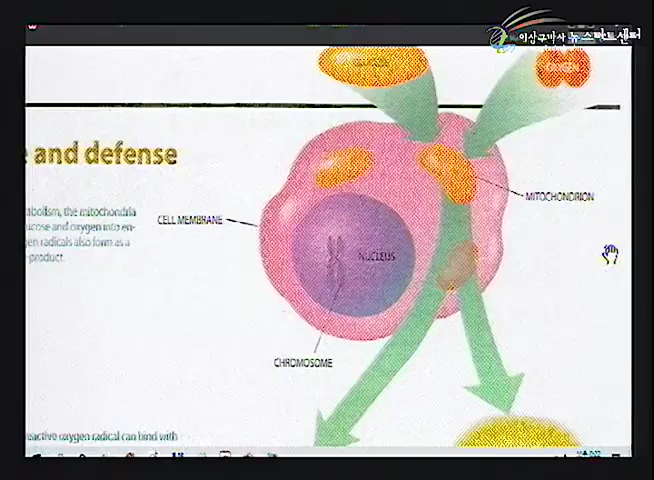 이상구박사 뉴스타트센터
OXYGEN
and defense
abolism, the mitochondria
ucose and oxygen into en-
gen radicals also form as a
-product.
CELL MEMBRANE
MITOCHONDRION
NUCLEUS
CHROMOSOME
eactive oxygen radical can bind with